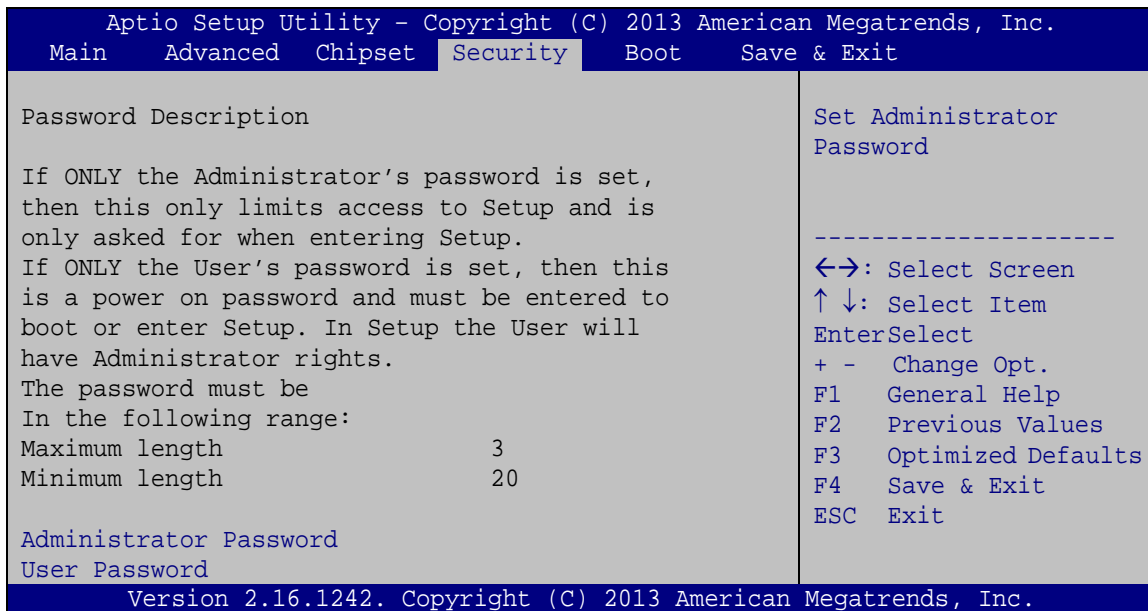 Aptio Setup Utility – Copyright (C) 2013 American Megatrends, Inc.
Main Advanced Chipset Security Boot Save & Exit
Password Description
If ONLY the Administrator's password is set,
then this only limits access to Setup and is
only asked for when entering Setup.
If ONLY the User's password is set, then this
is a power on password and must be entered to
boot or enter Setup. In Setup the User will
have Administrator rights.
The password must be
In the following range:
Maximum length 3
Minimum length 20
Administrator Password
User Password
Set Administrator
Password
---------------------
←→: Select Screen
↑ ↓: Select Item
EnterSelect
+ - Change Opt.
F1 General Help
F2 Previous Values
F3 Optimized Defaults
F4 Save & Exit
ESC Exit
Version 2.16.1242. Copyright (C) 2013 American Megatrends, Inc.